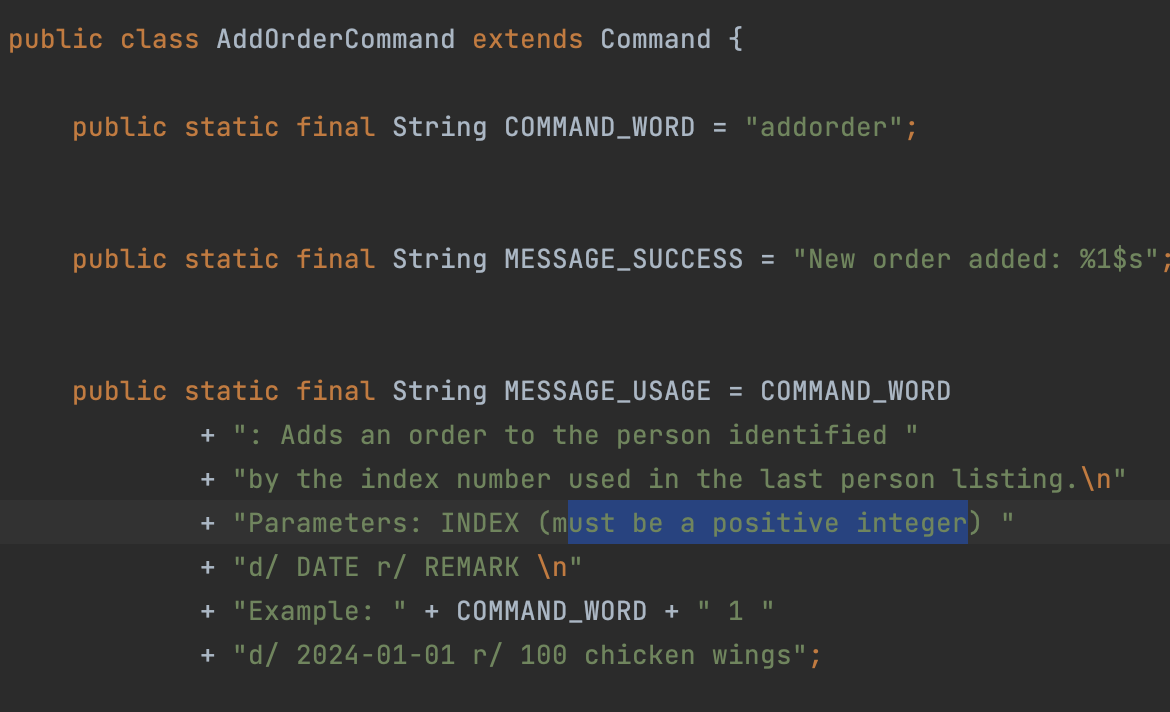 public class AddOrderCommand extends Command {
public static final String COMMAND_WORD = "addorder";
public static final String MESSAGE_SUCCESS = "New order added: %1$s";
public static final String MESSAGE_USAGE = COMMAND_WORD
+ ": Adds an order to the person identified "
+ "by the index number used in the last person listing.\n"
+ "Parameters: INDEX (must be a positive integer) "
+ "d/ DATE r/ REMARK \n"
+ "Example: " + COMMAND_WORD + " 1 "
+ "d/ 2024-01-01 r/ 100 chicken wings";